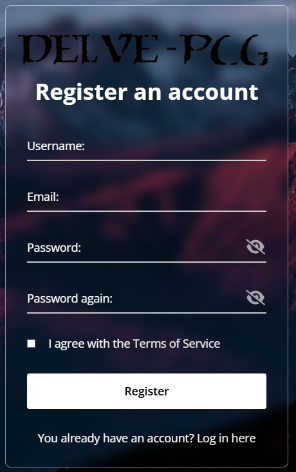 DELVE-PCG
Register an account
Username:
Email:
Password:
Password again:
I agree with the Terms of Service
Register
You already have an account? Log in here